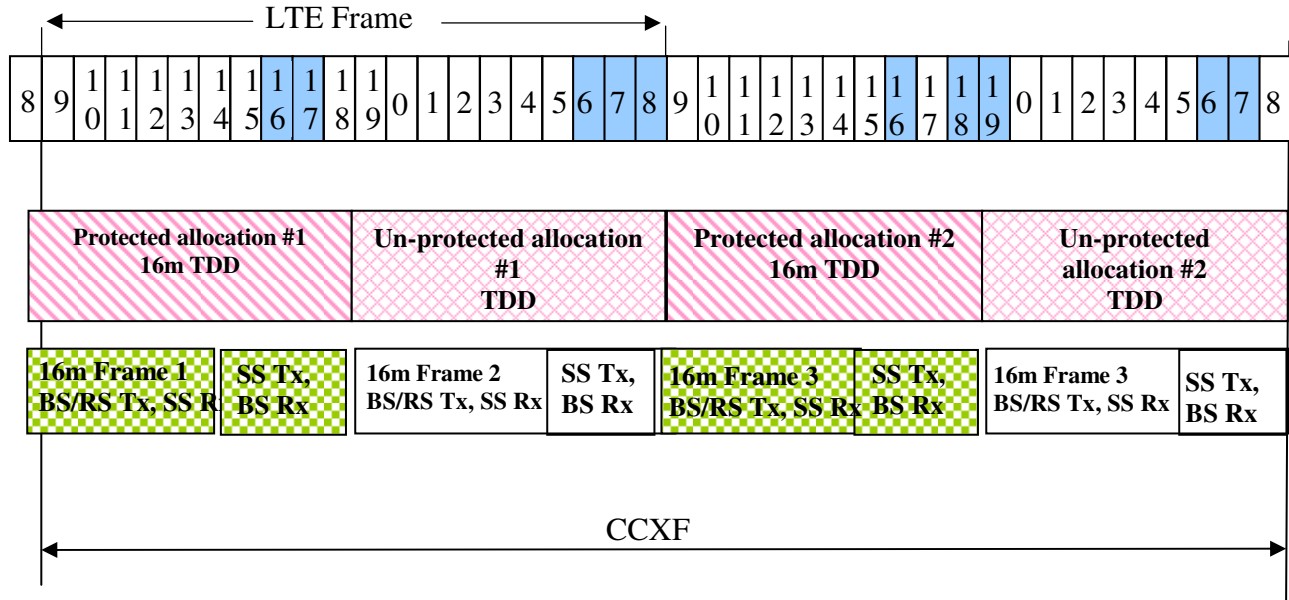 LTE Frame
8 9 10 11 12 13 14 15 16 17 18 19 0 1 2 3 4 5 6 7 8 9 10 11 12 13 14 15 16 17 18 19 0 1 2 3 4 5 6 7 8
Protected allocation #1
16m TDD
Un-protected allocation
#1
TDD
Protected allocation #2
16m TDD
Un-protected
allocation #2
TDD
16m Frame 1
BS/RS Tx, SS R
SS Tx,
BS Rx
16m Frame 2
BS/RS Tx, SS Rx
SS Tx,
BS Rx
16m Frame 3
BS/RS Tx, SS Rx
SS Tx,
BS Rx
16m Frame 3
BS/RS Tx, SS Rx
SS Tx,
BS Rx
CCXF